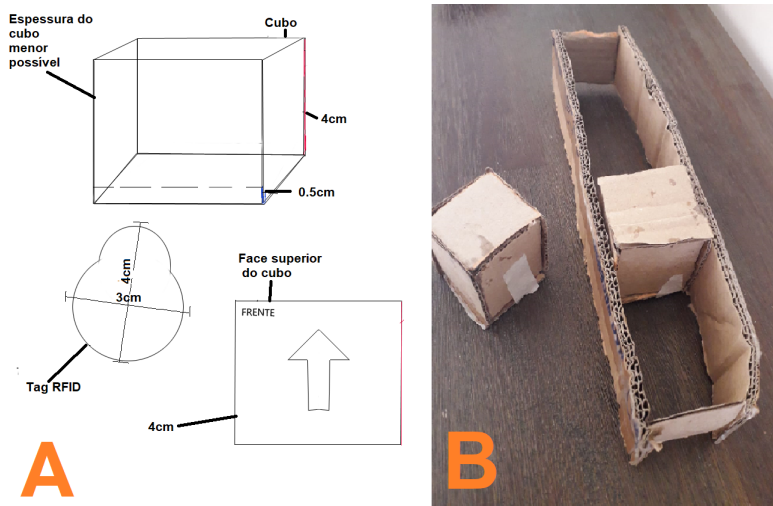 Espessura do
cubo
menor
possível
Cubo
4cm
0.5cm
4cm
3cm
Tag RFID
Face superior
do cubo
FRENTE
4cm
A
B